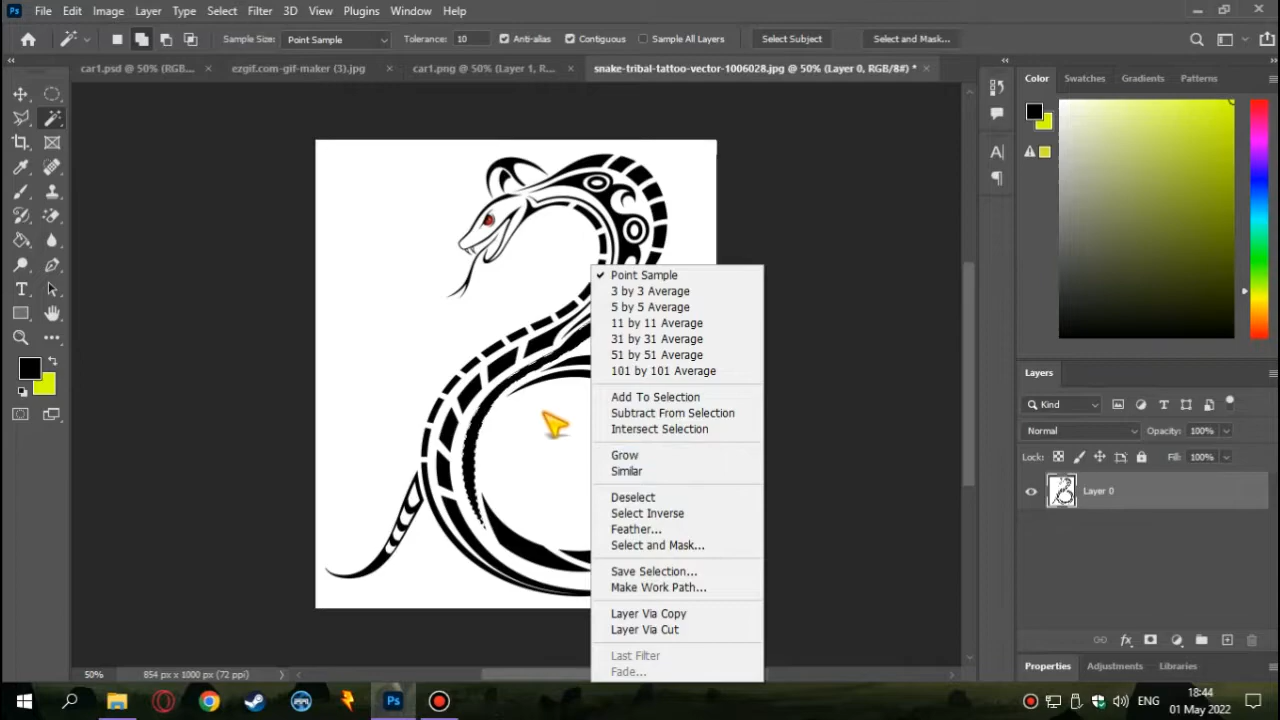 Ps File Edit Image Layer Type Select Filter 3D View Plugins Window Help
Sample Size: Point Sample Tolerance: 10 Anti-alias Contiguous Sample All Layers Select Subject Select and Mask...
car1.psd @ 50% (RGB... × ezgif.com-gif-maker (3).jpg × car1.png @ 50% (Layer 1, R... × snake-tribal-tattoo-vector-1006028.jpg @ 50% (Layer 0, RGB/8#) * ×
Color Swatches Gradients Patterns
Point Sample
3 by 3 Average
5 by 5 Average
11 by 11 Average
31 by 31 Average
51 by 51 Average
101 by 101 Average
Add To Selection
Subtract From Selection
Intersect Selection
Grow
Similar
Deselect
Select Inverse
Feather...
Select and Mask...
Save Selection...
Make Work Path...
Layer Via Copy
Layer Via Cut
Last Filter
Fade...
Layers
Kind
Normal Opacity: 100%
Lock: Fill: 100%
Layer 0
Properties Adjustments Libraries
50% 854 px x 1000 px (72 ppi)
Ps ENG 18:44
01 May 2022